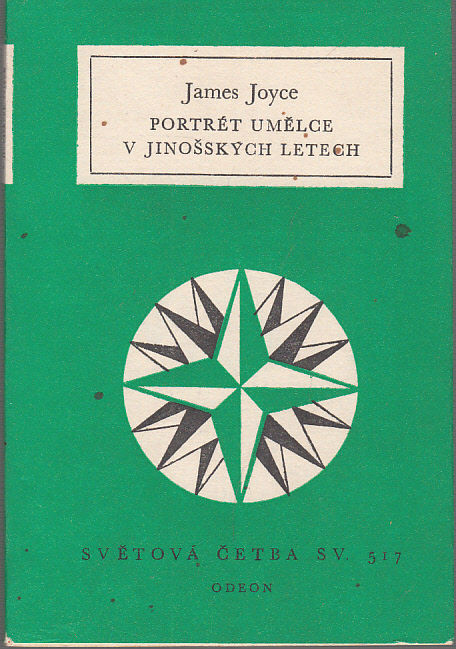 James Joyce
PORTRÉT UMĚLCE
V JINOŠSKÝCH LETECH
SVĚTOVÁ ČETBA SV. 517
ODEON